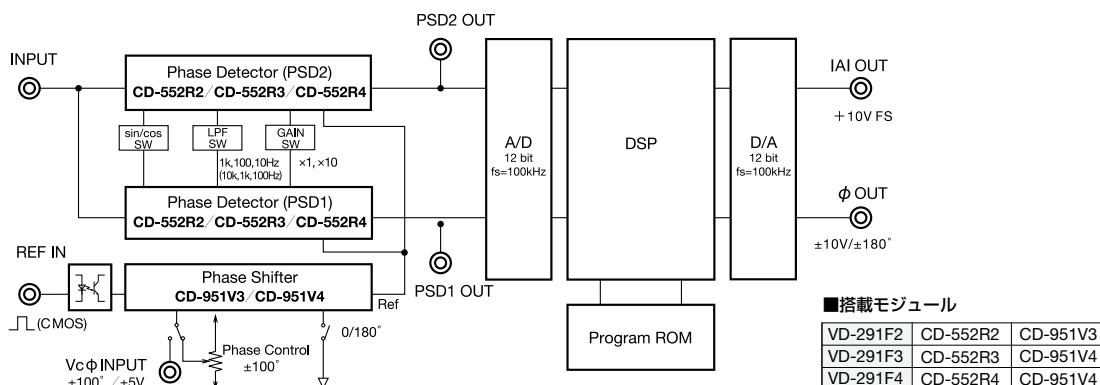 PSD2 OUT
INPUT
Phase Detector (PSD2)
CD-552R2/CD-552R3/CD-552R4
IAI OUT
+10V FS
sin/cos
SW
LPF
SW
GAIN
SW
1k,100,10Hz
(10k,1k,100Hz)
×1, ×10
A/D
12 bit
fs=100kHz
DSP
D/A
12 bit
fs=100kHz
Phase Detector (PSD1)
CD-552R2/CD-552R3/CD-552R4
φ OUT
±10V/±180°
REF IN
Phase Shifter
CD-951V3/CD-951V4
Ref
PSD1 OUT
(CMOS)
0/180°
Phase Control
±100°
VcφINPUT
±100°/±5V
Program ROM
■搭載モジュール
VD-291F2 CD-552R2 CD-951V3
VD-291F3 CD-552R3 CD-951V4
VD-291F4 CD-552R4 CD-951V4